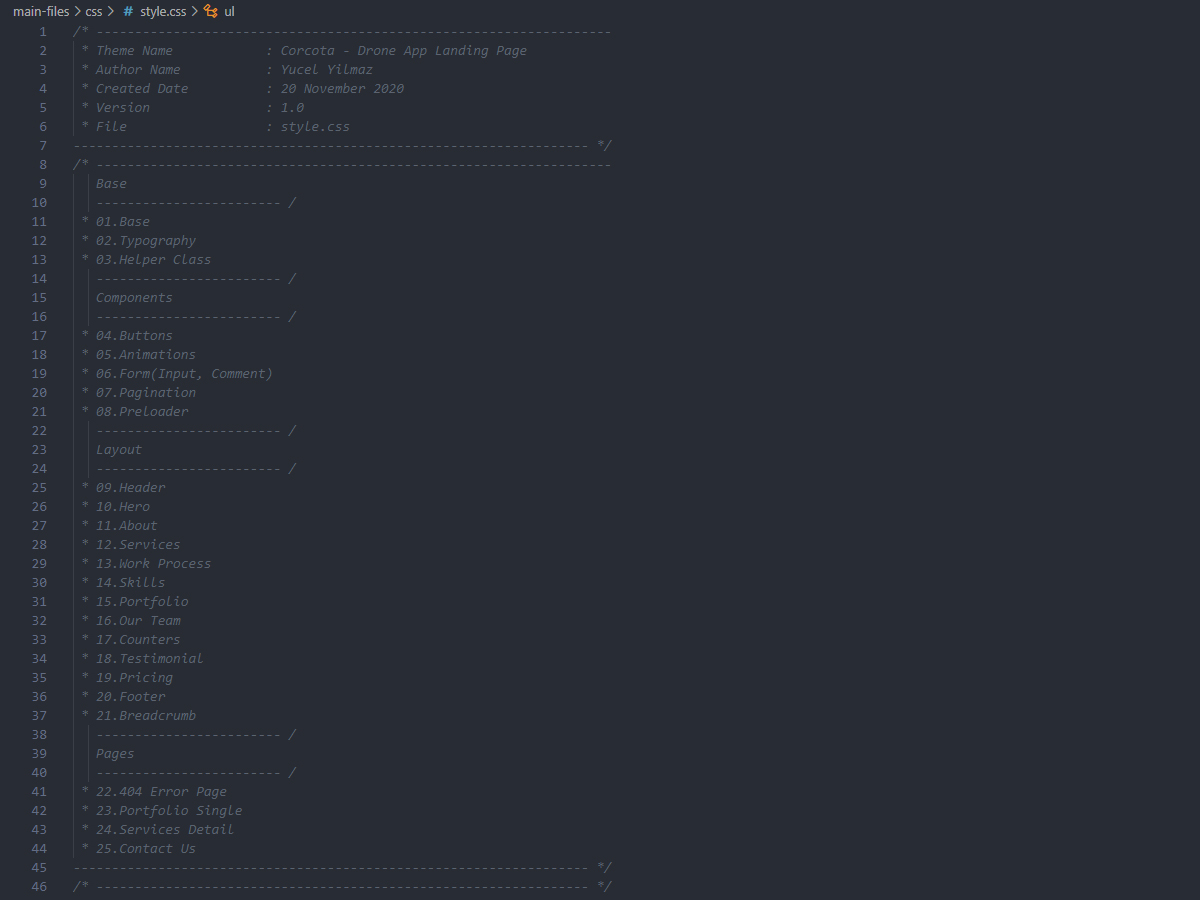 main-files > css > # style.css > ul
1 /* -------------------------------------------------------------------
2 * Theme Name : Corcota - Drone App Landing Page
3 * Author Name : Yucel Yilmaz
4 * Created Date : 20 November 2020
5 * Version : 1.0
6 * File : style.css
7 ------------------------------------------------------------------- */
8 /* -------------------------------------------------------------------
9 Base
10 ------------------------ /
11 * 01.Base
12 * 02.Typography
13 * 03.Helper Class
14 ------------------------ /
15 Components
16 ------------------------ /
17 * 04.Buttons
18 * 05.Animations
19 * 06.Form(Input, Comment)
20 * 07.Pagination
21 * 08.Preloader
22 ------------------------ /
23 Layout
24 ------------------------ /
25 * 09.Header
26 * 10.Hero
27 * 11.About
28 * 12.Services
29 * 13.Work Process
30 * 14.Skills
31 * 15.Portfolio
32 * 16.Our Team
33 * 17.Counters
34 * 18.Testimonial
35 * 19.Pricing
36 * 20.Footer
37 * 21.Breadcrumb
38 ------------------------ /
39 Pages
40 ------------------------ /
41 * 22.404 Error Page
42 * 23.Portfolio Single
43 * 24.Services Detail
44 * 25.Contact Us
45 ------------------------------------------------------------------- */
46 /* ---------------------------------------------------------------- */